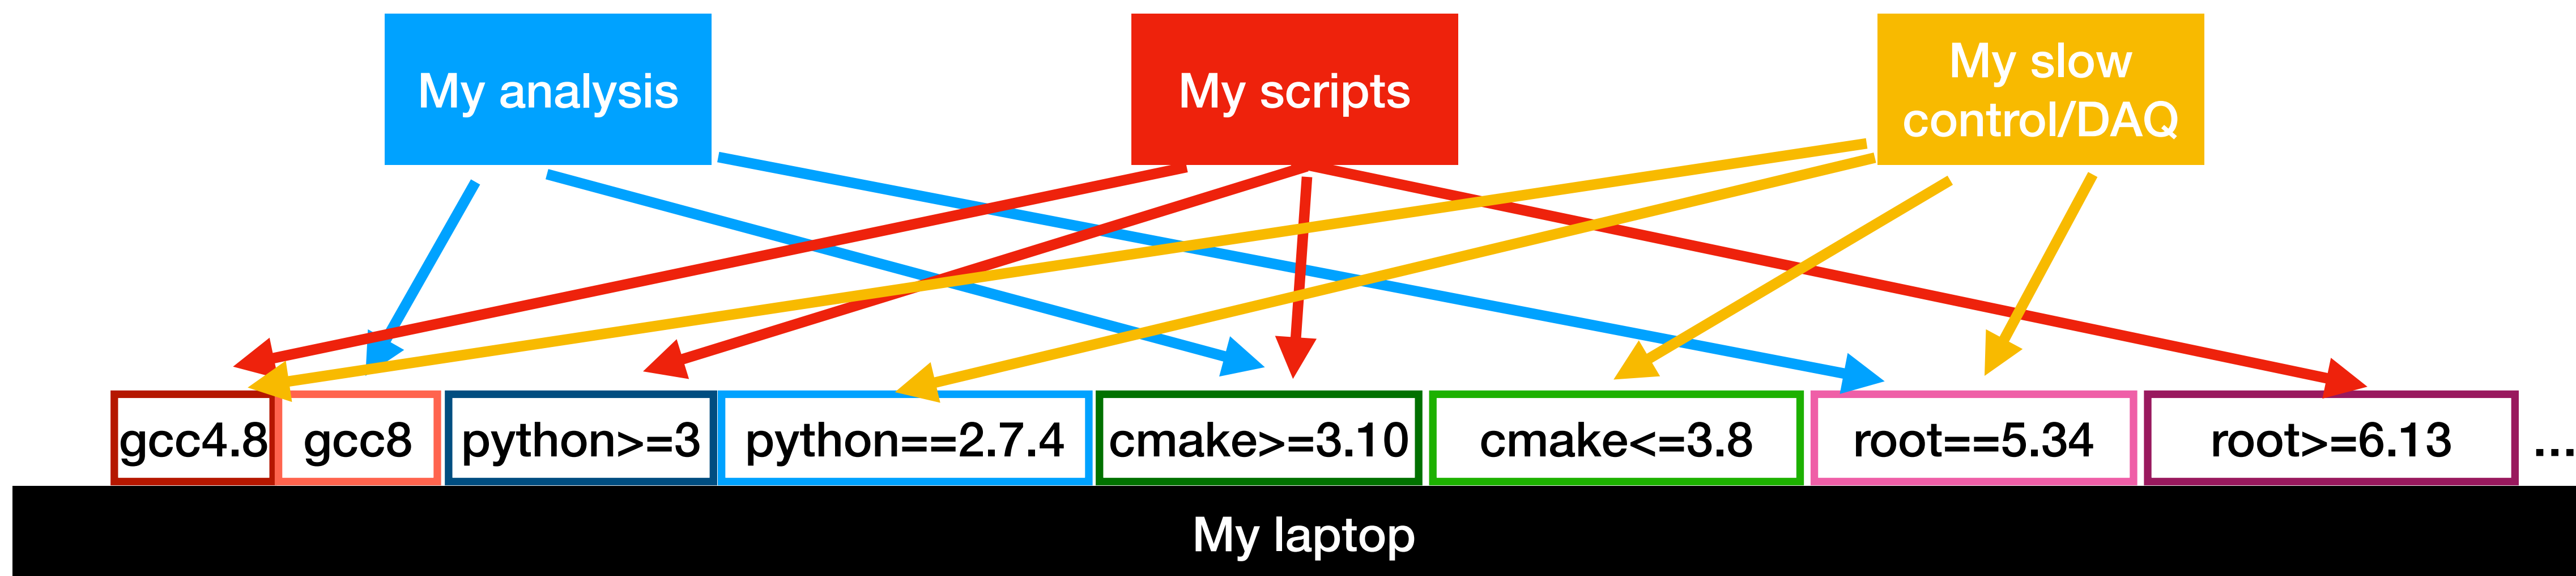 My analysis
My scripts
My slow
control/DAQ
gcc4.8
gcc8
python>=3
python==2.7.4
cmake>=3.10
cmake<=3.8
root==5.34
root>=6.13
...
My laptop